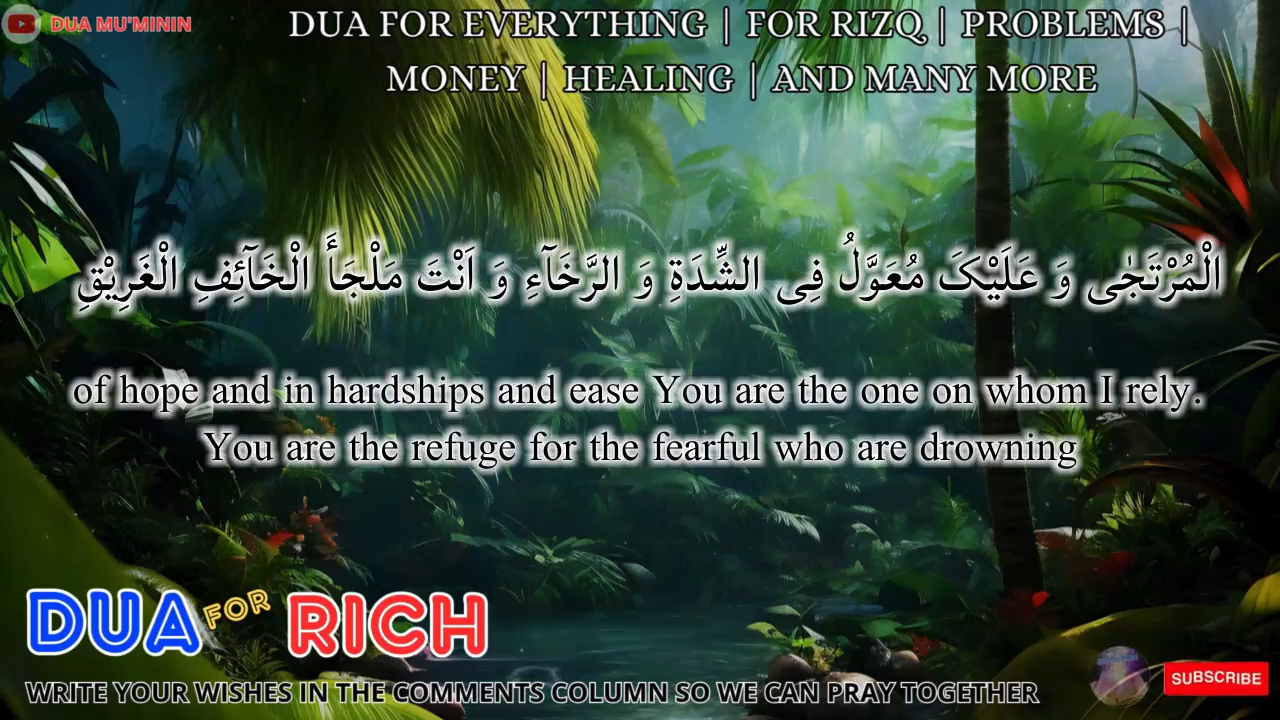 DUA MU'MININ
DUA FOR EVERYTHING | FOR RIZQ | PROBLEMS |
MONEY | HEALING | AND MANY MORE
الْمُرْتَجٰی وَ عَلَیْکَ مُعَوَّلُ فِی الشِّدَةِ وَ الرَّخَآءِ وَ اَنْتَ مَلْجَأَ الْخَآئِفِ الْغَرِیْقِ
of hope and in hardships and ease You are the one on whom I rely.
You are the refuge for the fearful who are drowning
DUA FOR RICH
WRITE YOUR WISHES IN THE COMMENTS COLUMN SO WE CAN PRAY TOGETHER
SUBSCRIBE